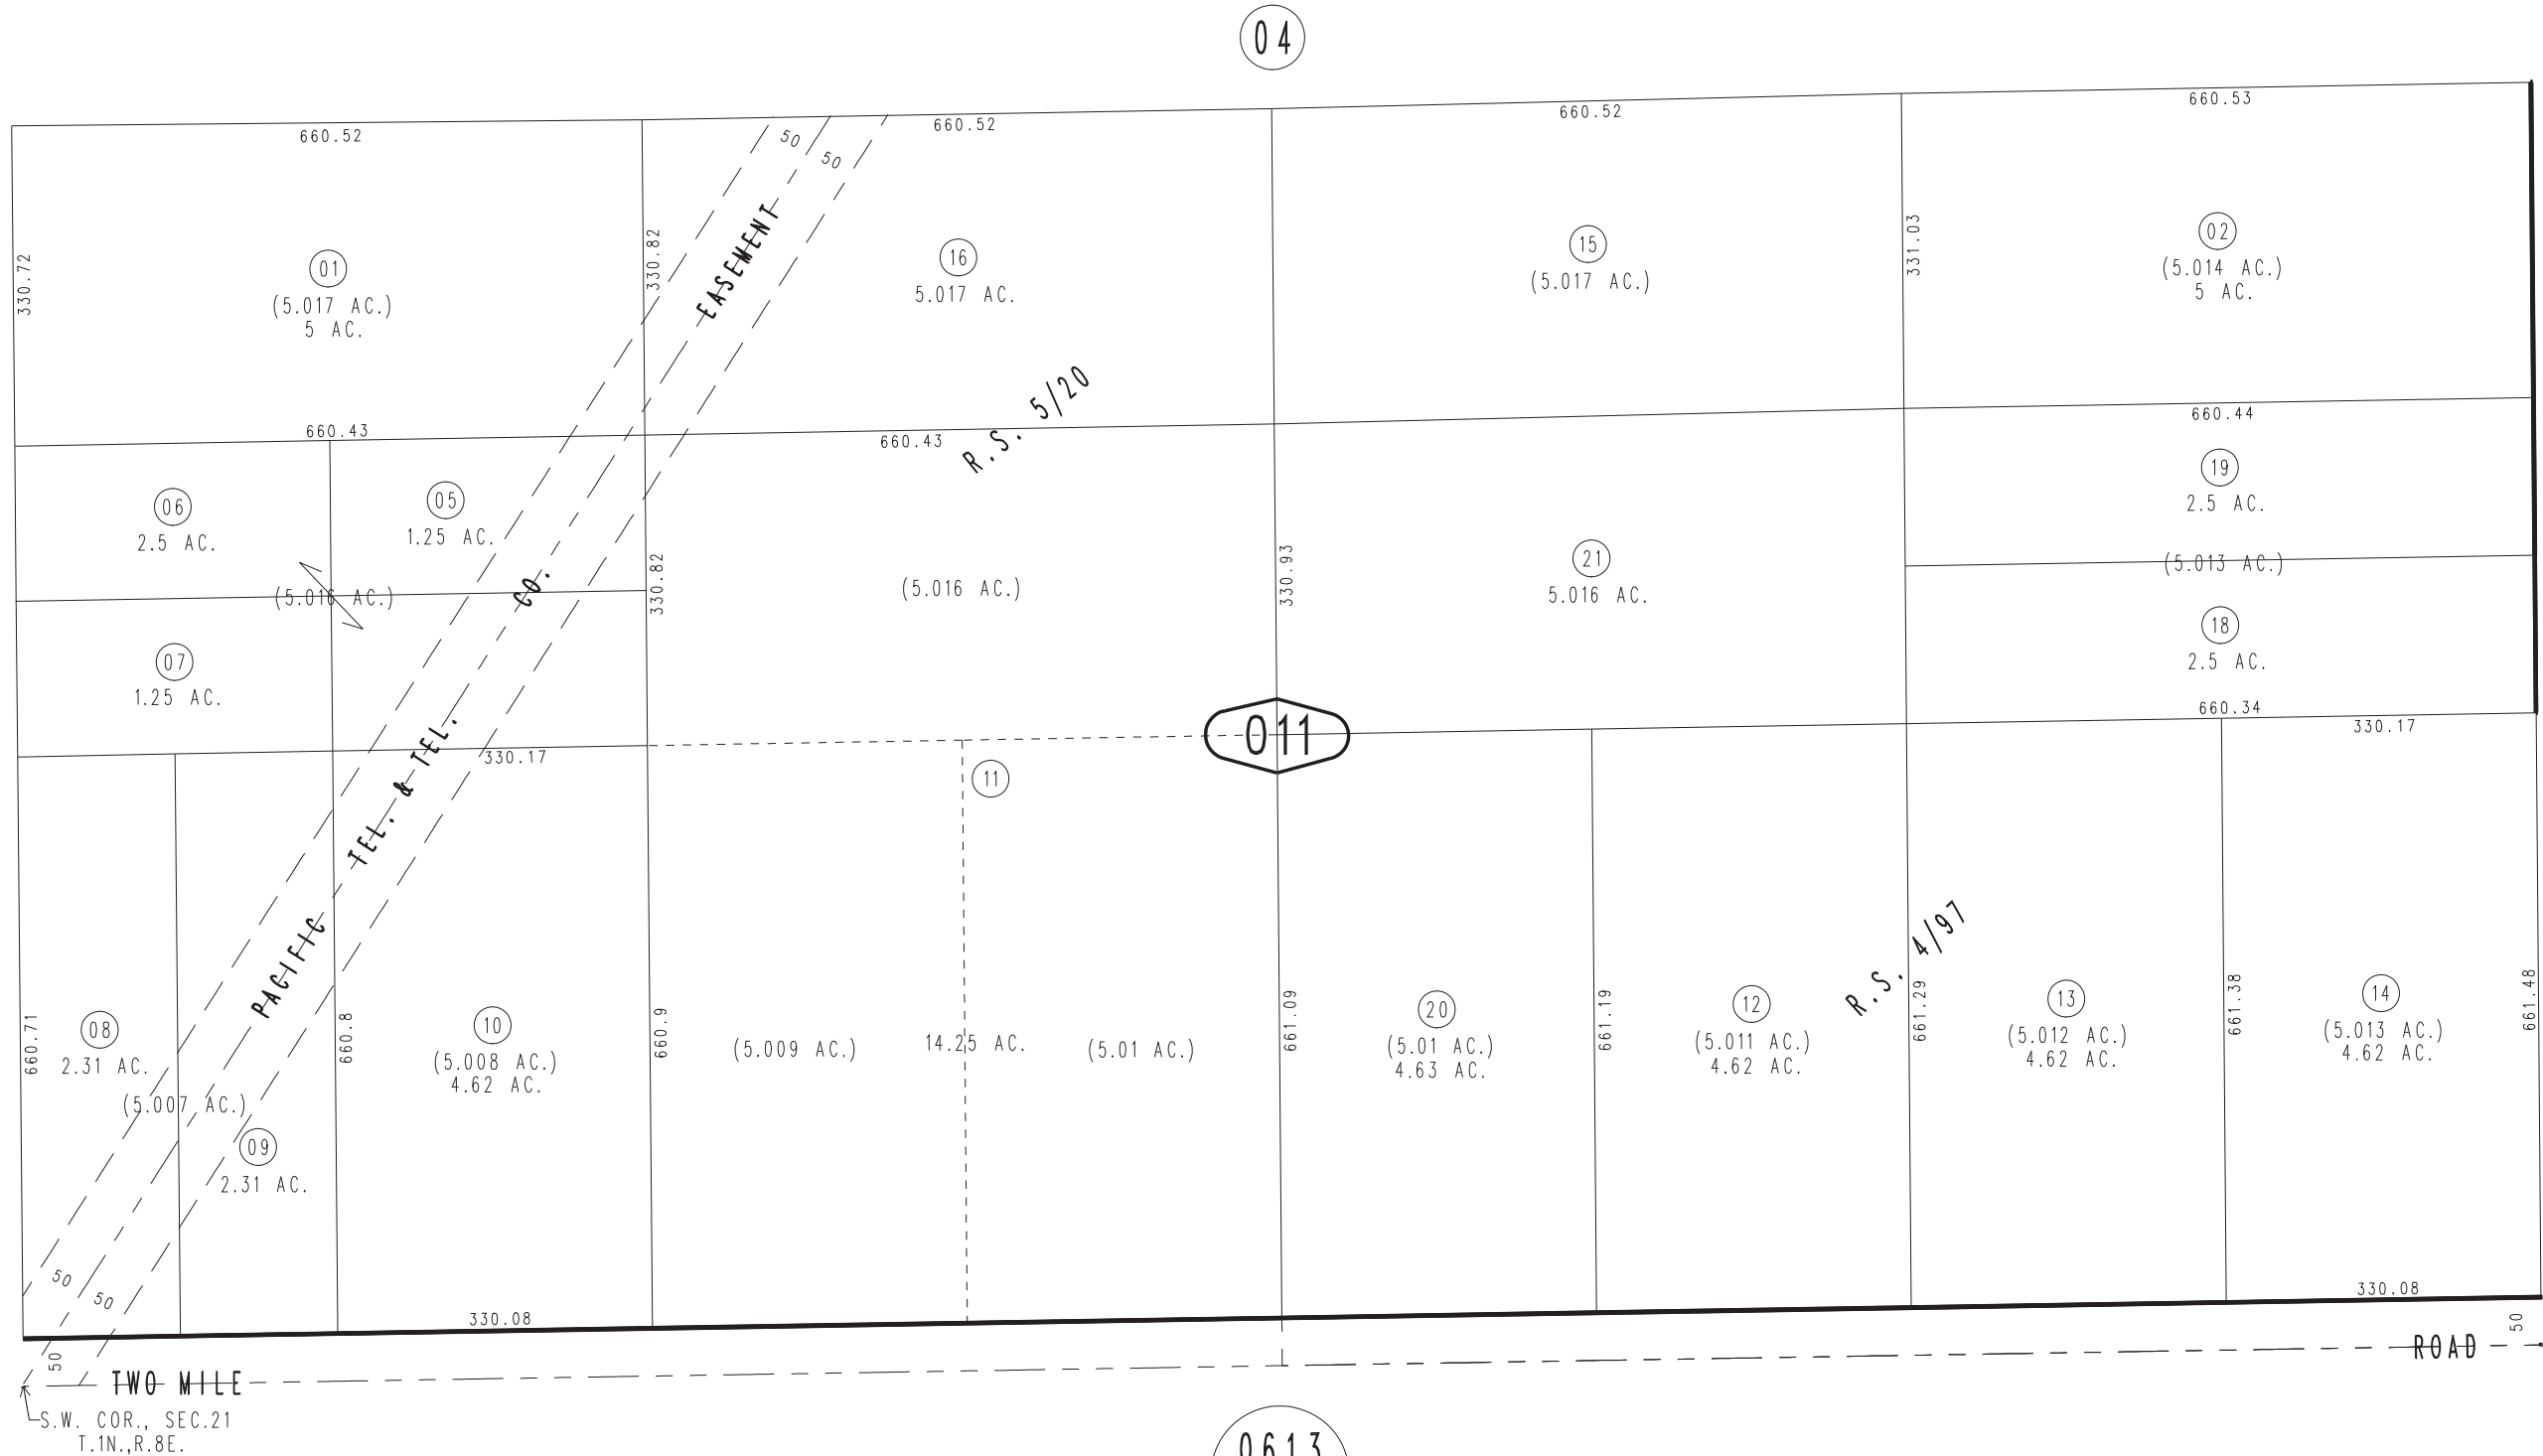 04
660.52
660.52
660.52
660.53
50
50
330.72
01
(5.017 AC.)
5 AC.
330.82
EASEMENT
16
5.017 AC.
15
(5.017 AC.)
331.03
02
(5.014 AC.)
5 AC.
R.S. 5/20
660.43
660.43
660.44
06
2.5 AC.
05
1.25 AC.
(5.016 AC.)
CO.
330.82
(5.016 AC.)
330.93
21
5.016 AC.
19
2.5 AC.
(5.013 AC.)
18
2.5 AC.
07
1.25 AC.
660.34
330.17
330.17
011
11
PACIFIC TEL. & TEL.
R.S. 4/97
660.71
08
2.31 AC.
(5.007 AC.)
09
2.31 AC.
660.8
10
(5.008 AC.)
4.62 AC.
660.9
(5.009 AC.)
14.25 AC.
(5.01 AC.)
661.09
20
(5.01 AC.)
4.63 AC.
661.19
12
(5.011 AC.)
4.62 AC.
661.29
13
(5.012 AC.)
4.62 AC.
661.38
14
(5.013 AC.)
4.62 AC.
661.48
50
50
330.08
330.08
50
50
TWO MILE
ROAD
S.W. COR., SEC.21
T.1N.,R.8E.
0613